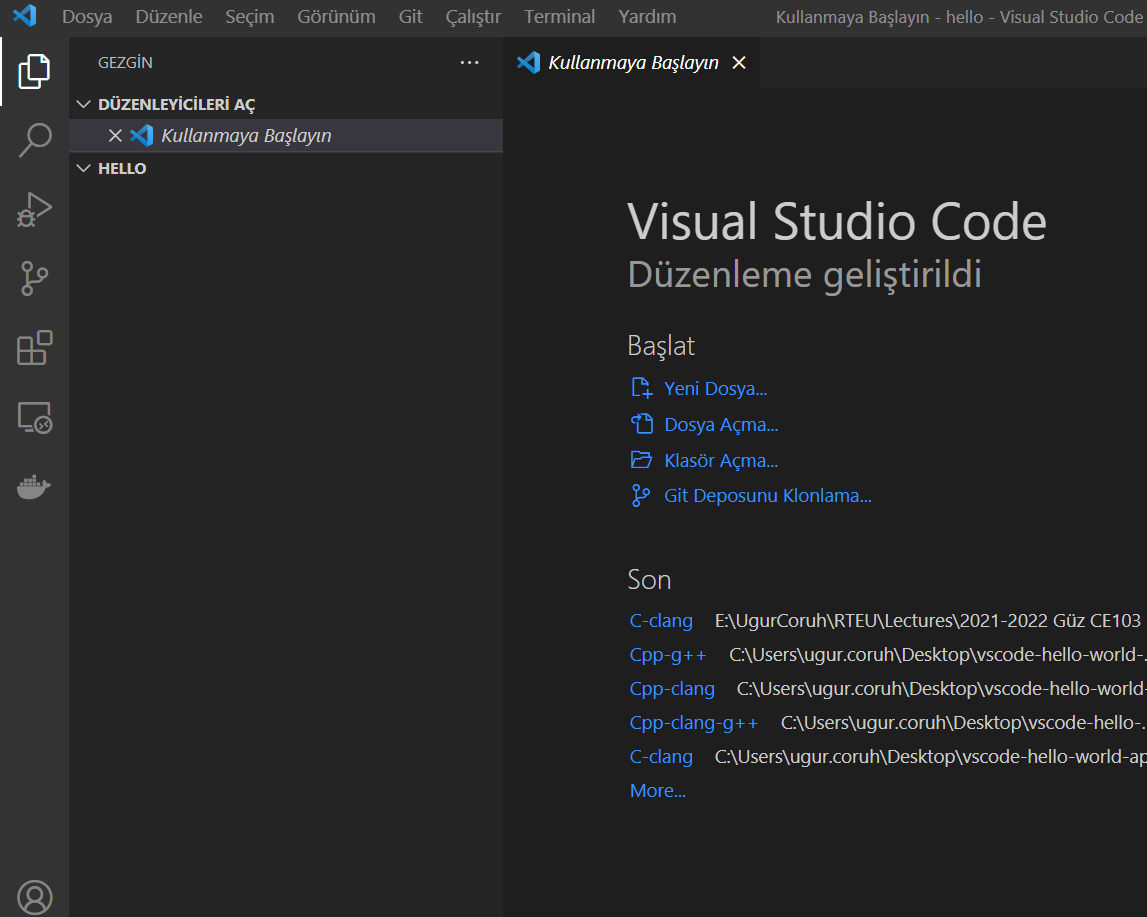 Dosya Düzenle Seçim Görünüm Git Çalıştır Terminal Yardım Kullanmaya Başlayın - hello - Visual Studio Code
GEZGİN ...
Kullanmaya Başlayın
DÜZENLEYİCİLERİ AÇ
Kullanmaya Başlayın
HELLO
Visual Studio Code
Düzenleme geliştirildi
Başlat
Yeni Dosya...
Dosya Açma...
Klasör Açma...
Git Deposunu Klonlama...
Son
C-clang E:\UgurCoruh\RTEU\Lectures\2021-2022 Güz CE103
Cpp-g++ C:\Users\ugur.coruh\Desktop\vscode-hello-world-...
Cpp-clang C:\Users\ugur.coruh\Desktop\vscode-hello-world-
Cpp-clang-g++ C:\Users\ugur.coruh\Desktop\vscode-hello-...
C-clang C:\Users\ugur.coruh\Desktop\vscode-hello-world-ap
More...